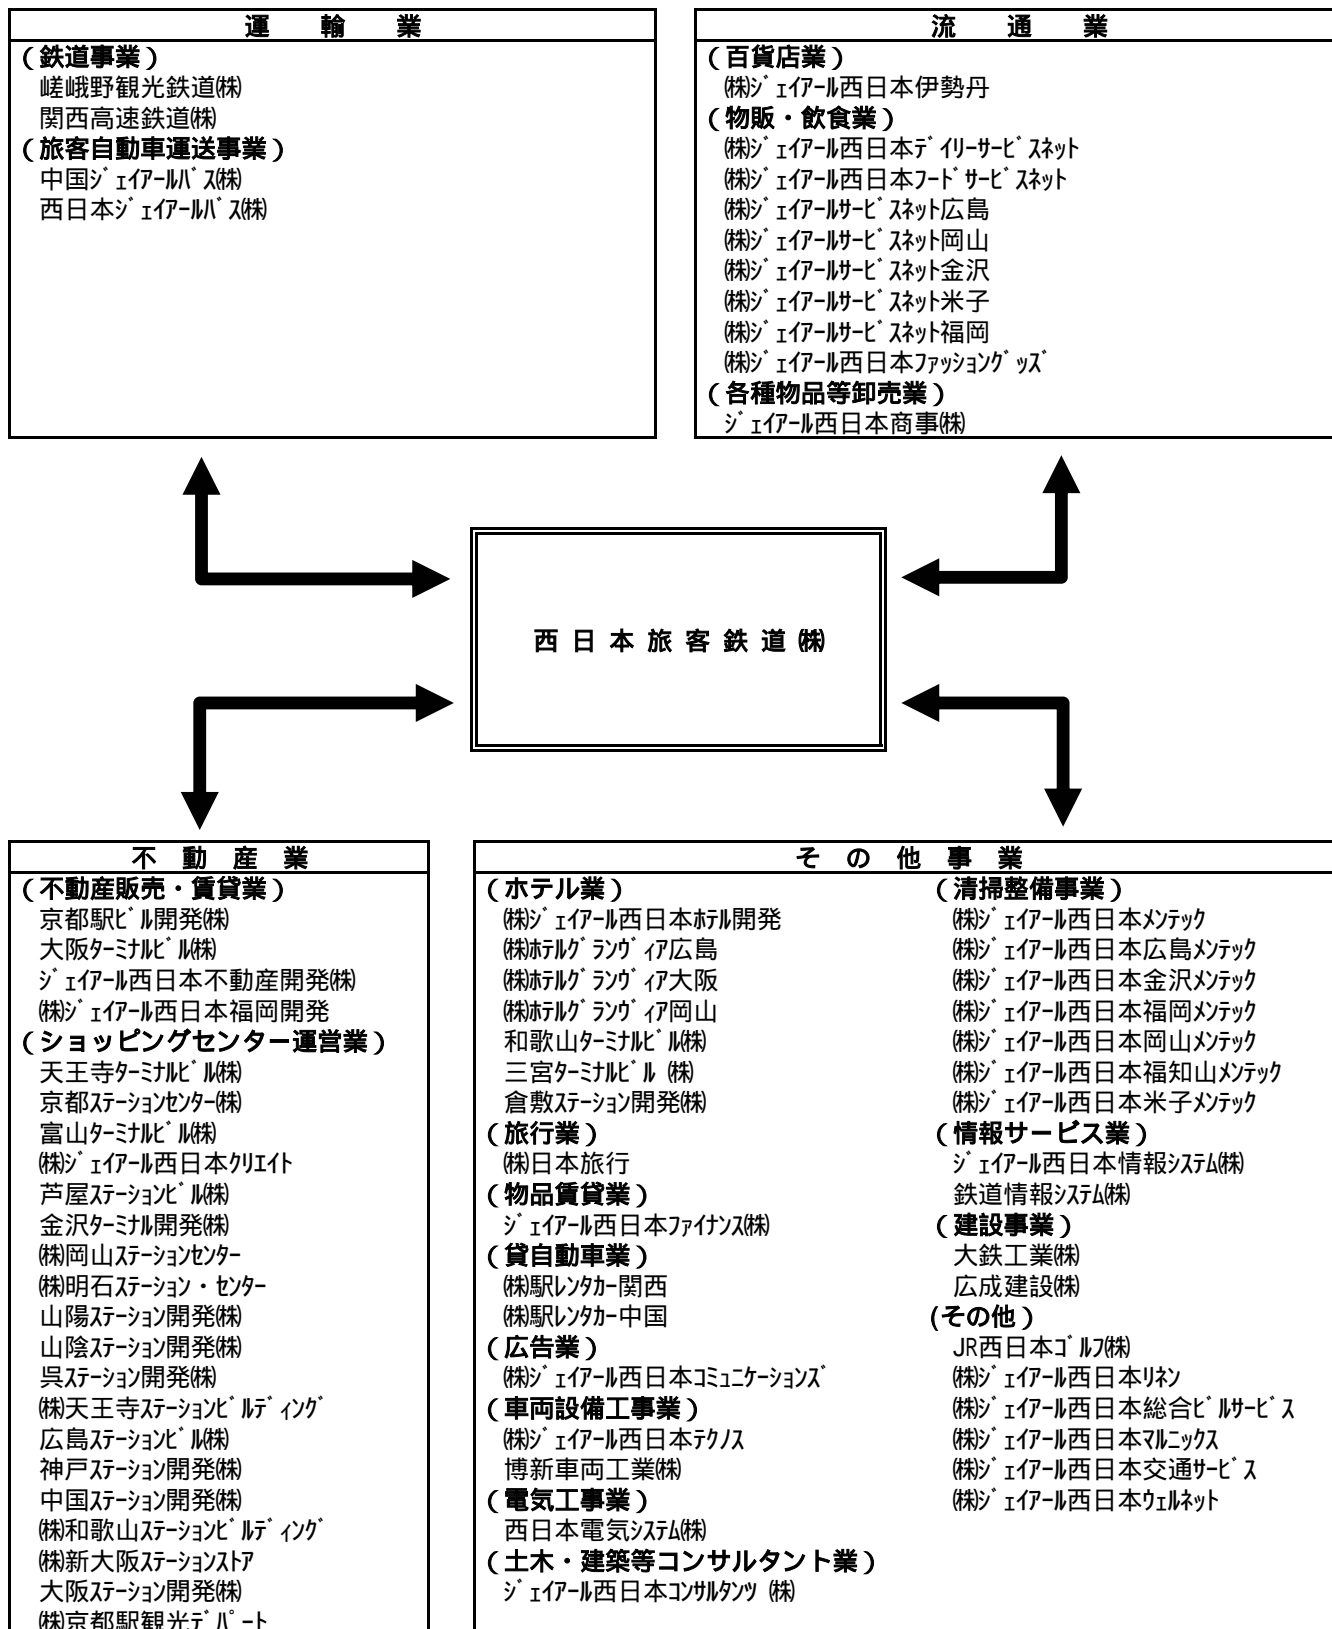 運輸業
(鉄道事業)
嵯峨野観光鉄道㈱
関西高速鉄道㈱
(旅客自動車運送事業)
中国ｼﾞｪｲｱｰﾙﾊﾞｽ㈱
西日本ｼﾞｪｲｱｰﾙﾊﾞｽ㈱
流通業
(百貨店業)
㈱ｼﾞｪｲｱｰﾙ西日本伊勢丹
(物販・飲食業)
㈱ｼﾞｪｲｱｰﾙ西日本ﾃﾞｲﾘｰｻｰﾋﾞｽﾈｯﾄ
㈱ｼﾞｪｲｱｰﾙ西日本ﾌｰﾄﾞｻｰﾋﾞｽﾈｯﾄ
㈱ｼﾞｪｲｱｰﾙｻｰﾋﾞｽﾈｯﾄ広島
㈱ｼﾞｪｲｱｰﾙｻｰﾋﾞｽﾈｯﾄ岡山
㈱ｼﾞｪｲｱｰﾙｻｰﾋﾞｽﾈｯﾄ金沢
㈱ｼﾞｪｲｱｰﾙｻｰﾋﾞｽﾈｯﾄ米子
㈱ｼﾞｪｲｱｰﾙｻｰﾋﾞｽﾈｯﾄ福岡
㈱ｼﾞｪｲｱｰﾙ西日本ﾌｧｯｼｮﾝｸﾞｯｽﾞ
(各種物品等卸売業)
ｼﾞｪｲｱｰﾙ西日本商事㈱
西日本旅客鉄道㈱
不動産業
(不動産販売・賃貸業)
京都駅ﾋﾞﾙ開発㈱
大阪ﾀｰﾐﾅﾙﾋﾞﾙ㈱
ｼﾞｪｲｱｰﾙ西日本不動産開発㈱
㈱ｼﾞｪｲｱｰﾙ西日本福岡開発
(ショッピングセンター運営業)
天王寺ﾀｰﾐﾅﾙﾋﾞﾙ㈱
京都ｽﾃｰｼｮﾝｾﾝﾀｰ㈱
富山ﾀｰﾐﾅﾙﾋﾞﾙ㈱
㈱ｼﾞｪｲｱｰﾙ西日本ｸﾘｴｲﾄ
芦屋ｽﾃｰｼｮﾝﾋﾞﾙ㈱
金沢ﾀｰﾐﾅﾙ開発㈱
㈱岡山ｽﾃｰｼｮﾝｾﾝﾀｰ
㈱明石ｽﾃｰｼｮﾝ・ｾﾝﾀｰ
山陽ｽﾃｰｼｮﾝ開発㈱
山陰ｽﾃｰｼｮﾝ開発㈱
呉ｽﾃｰｼｮﾝ開発㈱
㈱天王寺ｽﾃｰｼｮﾝﾋﾞﾙﾃﾞｨﾝｸﾞ
広島ｽﾃｰｼｮﾝﾋﾞﾙ㈱
神戸ｽﾃｰｼｮﾝ開発㈱
中国ｽﾃｰｼｮﾝ開発㈱
㈱和歌山ｽﾃｰｼｮﾝﾋﾞﾙﾃﾞｨﾝｸﾞ
㈱新大阪ｽﾃｰｼｮﾝｽﾄｱ
大阪ｽﾃｰｼｮﾝ開発㈱
㈱京都駅観光ﾃﾞﾊﾟｰﾄ
その他事業
(ホテル業)
㈱ｼﾞｪｲｱｰﾙ西日本ﾎﾃﾙ開発
㈱ﾎﾃﾙｸﾞﾗﾝｳﾞｨｱ広島
㈱ﾎﾃﾙｸﾞﾗﾝｳﾞｨｱ大阪
㈱ﾎﾃﾙｸﾞﾗﾝｳﾞｨｱ岡山
和歌山ﾀｰﾐﾅﾙﾋﾞﾙ㈱
三宮ﾀｰﾐﾅﾙﾋﾞﾙ ㈱
倉敷ｽﾃｰｼｮﾝ開発㈱
(旅行業)
㈱日本旅行
(物品賃貸業)
ｼﾞｪｲｱｰﾙ西日本ﾌｧｲﾅﾝｽ㈱
(貸自動車業)
㈱駅ﾚﾝﾀｶｰ関西
㈱駅ﾚﾝﾀｶｰ中国
(広告業)
㈱ｼﾞｪｲｱｰﾙ西日本ｺﾐｭﾆｹｰｼｮﾝｽﾞ
(車両設備工事業)
㈱ｼﾞｪｲｱｰﾙ西日本ﾃｸﾉｽ
博新車両工業㈱
(電気工事業)
西日本電気ｼｽﾃﾑ㈱
(土木・建築等コンサルタント業)
ｼﾞｪｲｱｰﾙ西日本ｺﾝｻﾙﾀﾝﾂ ㈱
(清掃整備事業)
㈱ｼﾞｪｲｱｰﾙ西日本ﾒﾝﾃｯｸ
㈱ｼﾞｪｲｱｰﾙ西日本広島ﾒﾝﾃｯｸ
㈱ｼﾞｪｲｱｰﾙ西日本金沢ﾒﾝﾃｯｸ
㈱ｼﾞｪｲｱｰﾙ西日本福岡ﾒﾝﾃｯｸ
㈱ｼﾞｪｲｱｰﾙ西日本岡山ﾒﾝﾃｯｸ
㈱ｼﾞｪｲｱｰﾙ西日本福知山ﾒﾝﾃｯｸ
㈱ｼﾞｪｲｱｰﾙ西日本米子ﾒﾝﾃｯｸ
(情報サービス業)
ｼﾞｪｲｱｰﾙ西日本情報ｼｽﾃﾑ㈱
鉄道情報ｼｽﾃﾑ㈱
(建設事業)
大鉄工業㈱
広成建設㈱
(その他)
JR西日本ｺﾞﾙﾌ㈱
㈱ｼﾞｪｲｱｰﾙ西日本ﾘﾈﾝ
㈱ｼﾞｪｲｱｰﾙ西日本総合ﾋﾞﾙｻｰﾋﾞｽ
㈱ｼﾞｪｲｱｰﾙ西日本ﾏﾙﾆｯｸｽ
㈱ｼﾞｪｲｱｰﾙ西日本交通ｻｰﾋﾞｽ
㈱ｼﾞｪｲｱｰﾙ西日本ｳｪﾙﾈｯﾄ